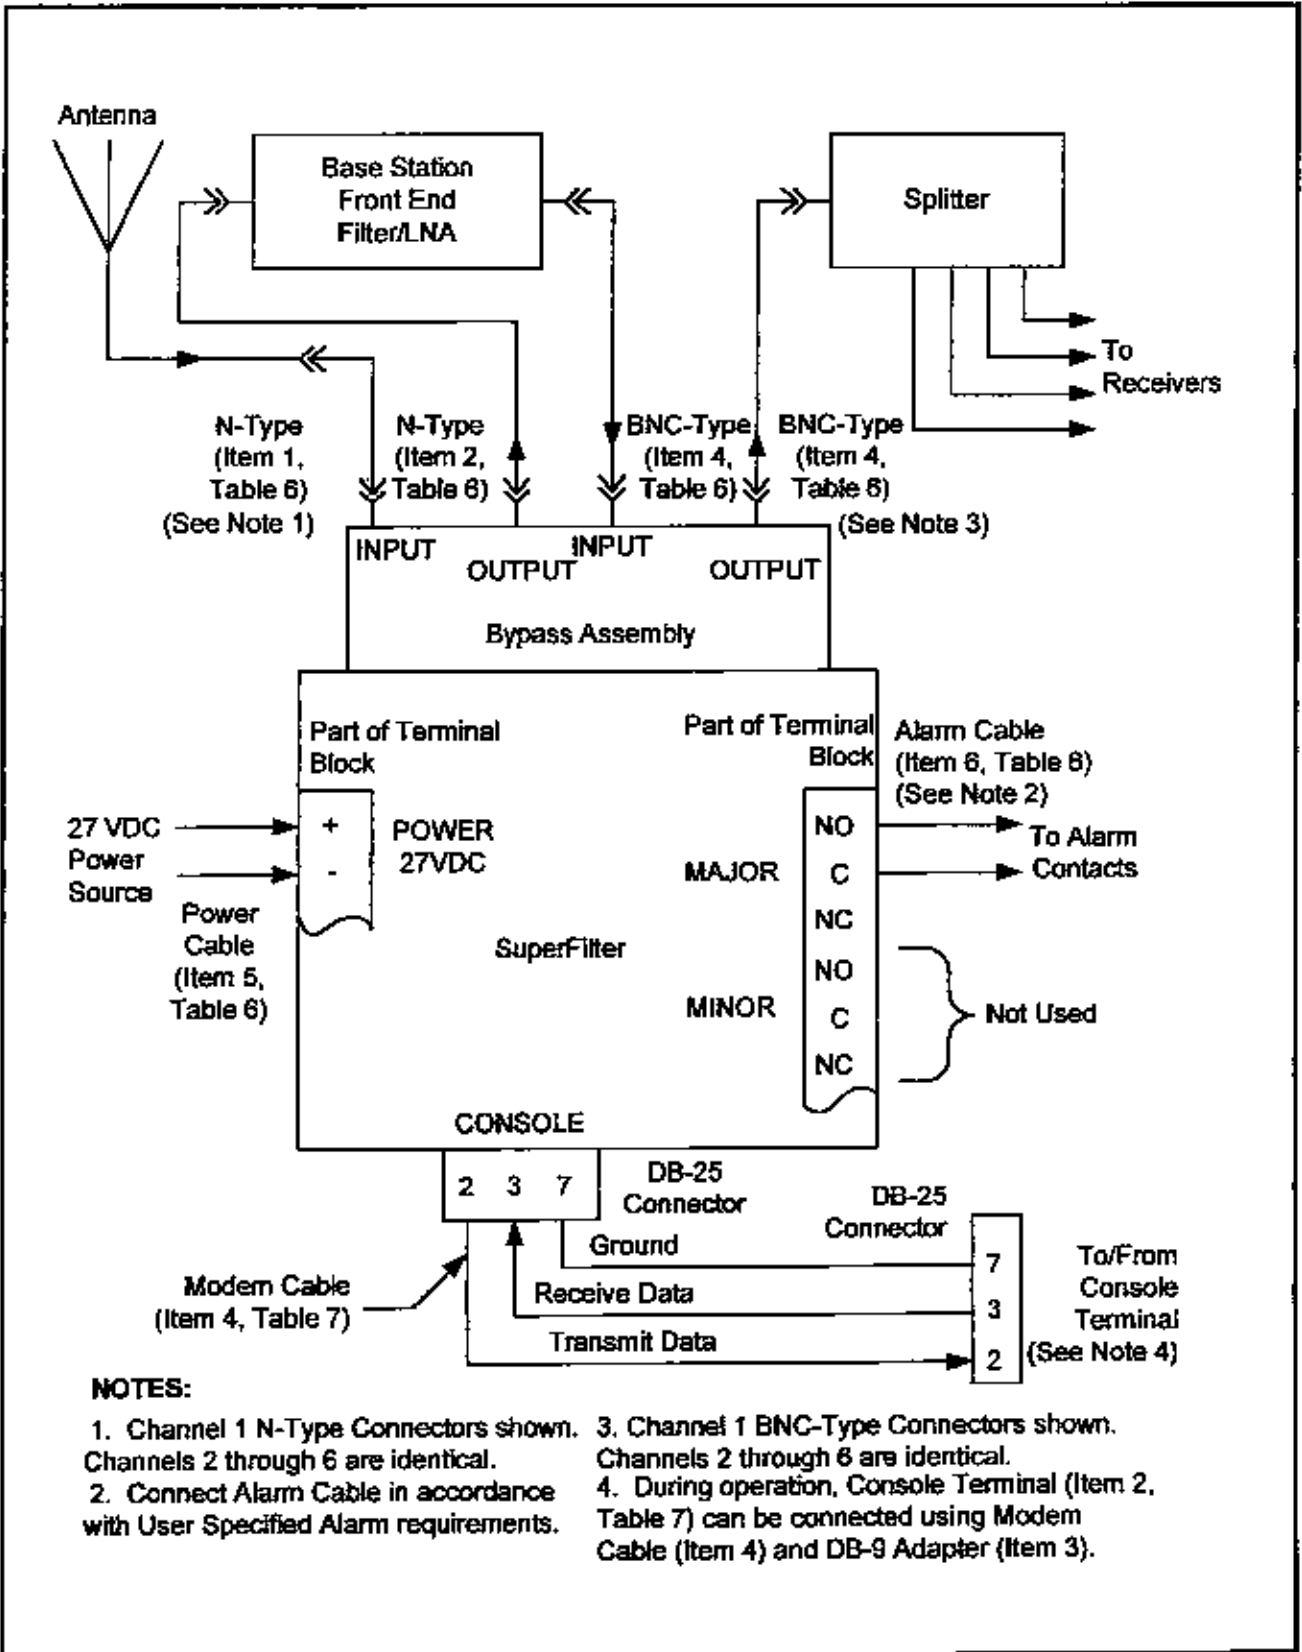 Antenna
Base Station
Front End
Filter/LNA
Splitter
To
Receivers
N-Type
(Item 1,
Table 6)
(See Note 1)
N-Type
(Item 2,
Table 6)
BNC-Type
(Item 4,
Table 6)
BNC-Type
(Item 4,
Table 6)
(See Note 3)
INPUT
OUTPUT
INPUT
OUTPUT
Bypass Assembly
Part of Terminal
Block
Part of Terminal
Block
Alarm Cable
(Item 6, Table 6)
(See Note 2)
27 VDC
Power
Source
+
-
POWER
27VDC
Power
Cable
(Item 5,
Table 6)
SuperFilter
MAJOR
NO
C
NC
To Alarm
Contacts
MINOR
NO
C
NC
Not Used
CONSOLE
2 3 7
DB-25
Connector
DB-25
Connector
Ground
Receive Data
Transmit Data
7
3
2
To/From
Console
Terminal
(See Note 4)
Modem Cable
(Item 4, Table 7)
NOTES:
1. Channel 1 N-Type Connectors shown.
Channels 2 through 6 are identical.
2. Connect Alarm Cable in accordance
with User Specified Alarm requirements.
3. Channel 1 BNC-Type Connectors shown.
Channels 2 through 6 are identical.
4. During operation, Console Terminal (Item 2,
Table 7) can be connected using Modem
Cable (Item 4) and DB-9 Adapter (Item 3).